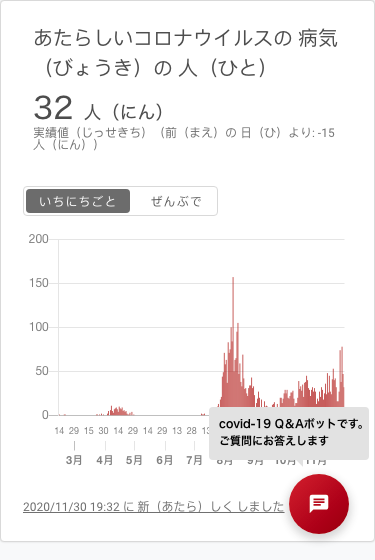 あたらしいコロナウイルスの 病気
（びょうき）の 人（ひと）
32 人（にん）
実績値（じっせきち）（前（まえ）の 日（ひ）より: -15
人（にん））
いちにちごと ぜんぶで
200
150
100
50
0
14 29 15 30 14 29 14 29 13 28 13
3月 4月 5月 6月 7月 8月 9月 10月 11月
covid-19 Q＆Aボットです。
ご質問にお答えします
2020/11/30 19:32 に 新（あたら）しく しました